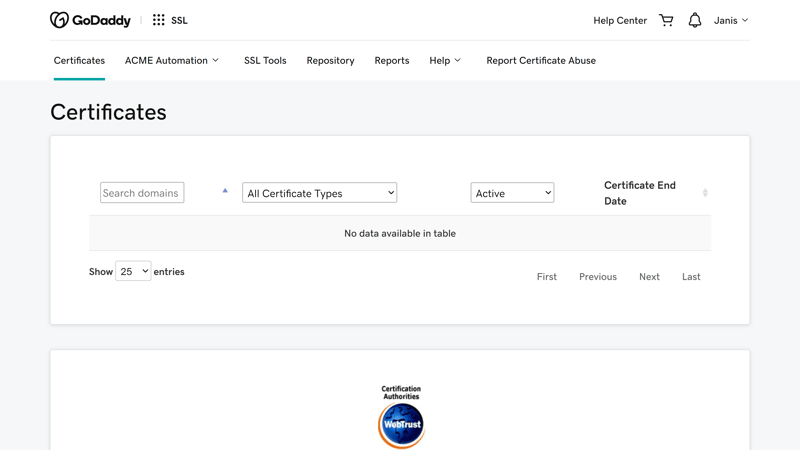 GoDaddy SSL Help Center Janis
Certificates ACME Automation SSL Tools Repository Reports Help Report Certificate Abuse
Certificates
Search domains All Certificate Types Active Certificate End
Date
No data available in table
Show 25 entries
First Previous Next Last
Certification
Authorities
WebTrust